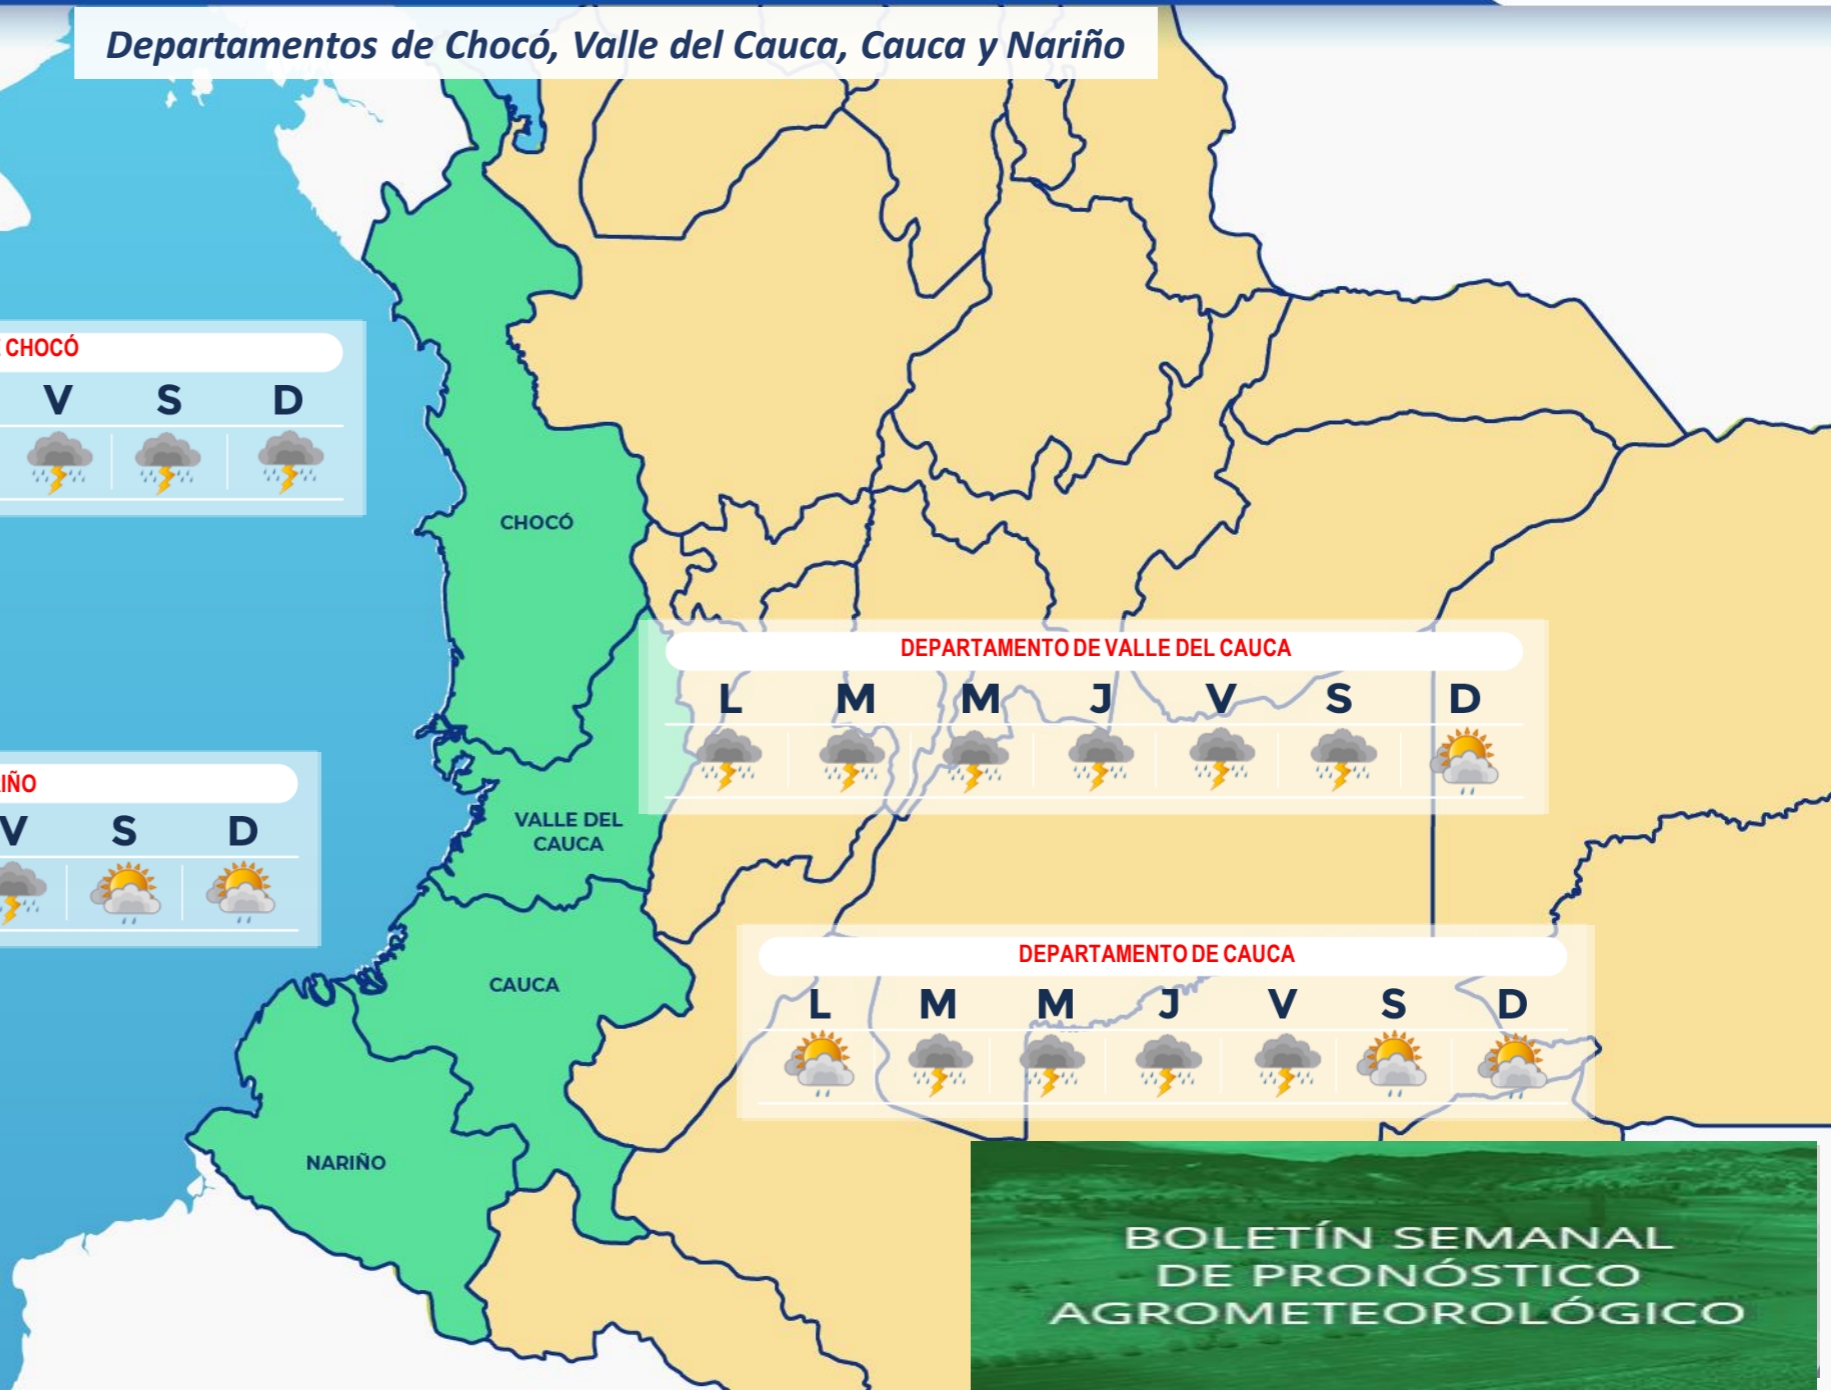 Departamentos de Chocó, Valle del Cauca, Cauca y Nariño
CHOCÓ
V S D
CHOCÓ
DEPARTAMENTO DE VALLE DEL CAUCA
L M M J V S D
V S D
VALLE DEL
CAUCA
DEPARTAMENTO DE CAUCA
L M M J V S D
CAUCA
NARIÑO
BOLETÍN SEMANAL
DE PRONÓSTICO
AGROMETEOROLÓGICO